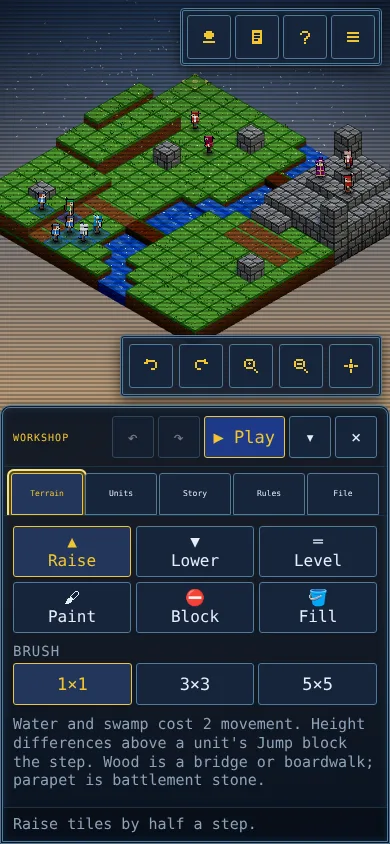 ?
WORKSHOP
▶ Play
▼
×
Terrain
Units
Story
Rules
File
▲
Raise
▼
Lower
=
Level
Paint
Block
Fill
BRUSH
1×1
3×3
5×5
Water and swamp cost 2 movement. Height
differences above a unit's Jump block
the step. Wood is a bridge or boardwalk;
parapet is battlement stone.
Raise tiles by half a step.